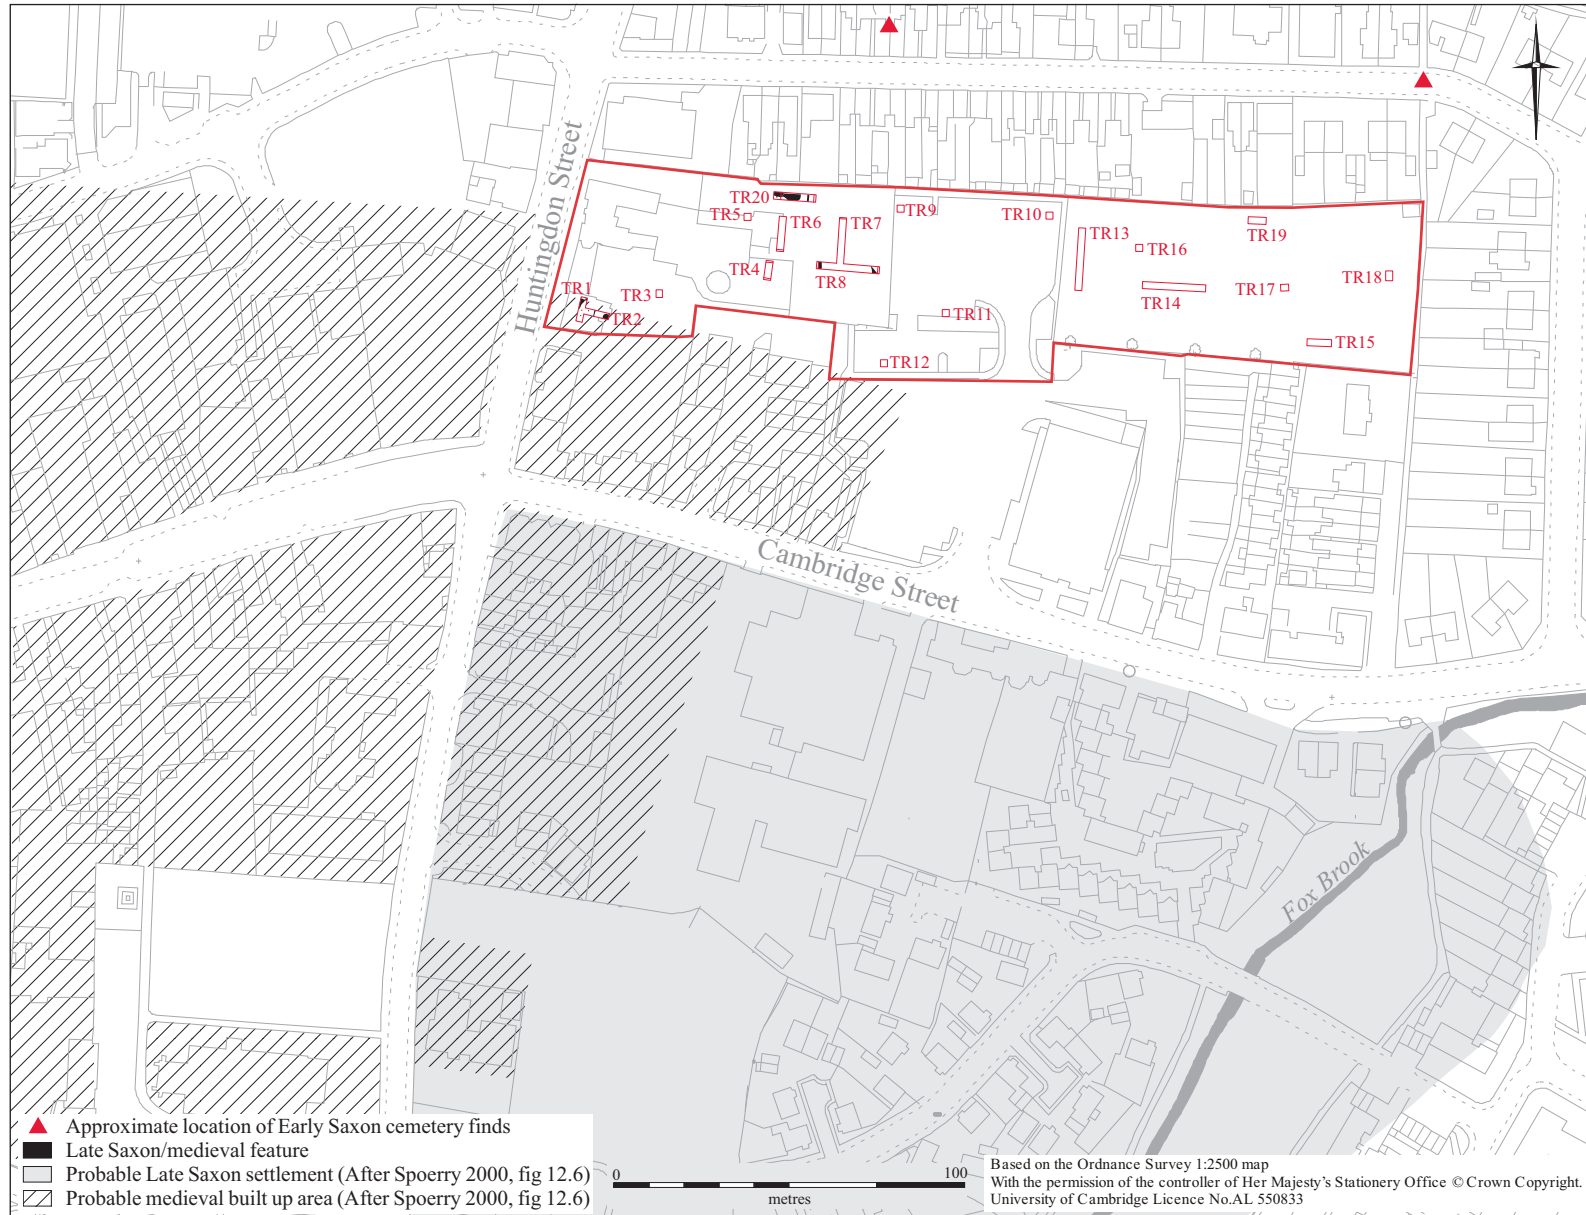 Huntingdon Street
TR20
TR5
TR6
TR7
TR9
TR10
TR13
TR16
TR19
TR4
TR8
TR18
TR1
TR3
TR14
TR17
TR2
TR11
TR15
TR12
Cambridge Street
Fox Brook
Approximate location of Early Saxon cemetery finds
Late Saxon/medieval feature
Probable Late Saxon settlement (After Spoerry 2000, fig 12.6)
Probable medieval built up area (After Spoerry 2000, fig 12.6)
0 100
metres
Based on the Ordnance Survey 1:2500 map
With the permission of the controller of Her Majesty's Stationery Office © Crown Copyright.
University of Cambridge Licence No.AL 550833